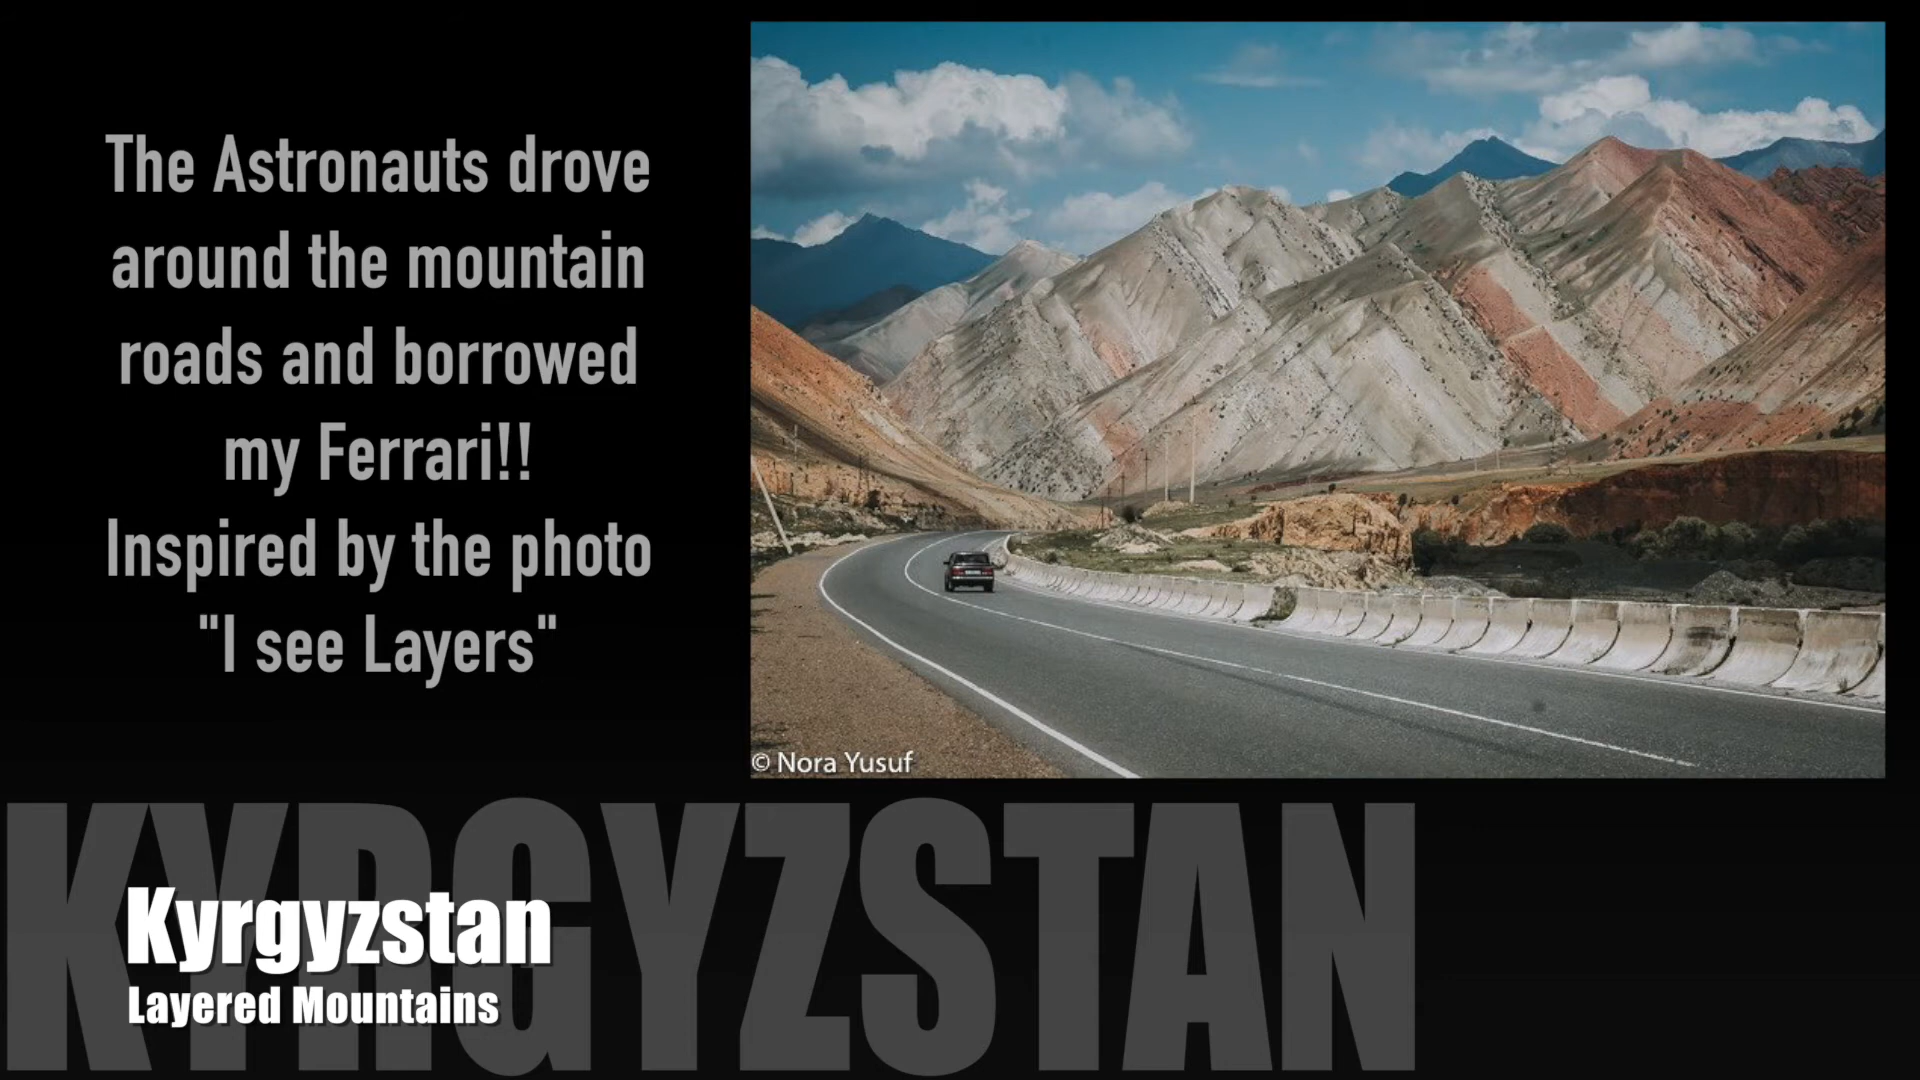 The Astronauts drove
around the mountain
roads and borrowed
my Ferrari!!
Inspired by the photo
"I see Layers"
© Nora Yusuf
KYRGYZSTAN
Kyrgyzstan
Layered Mountains